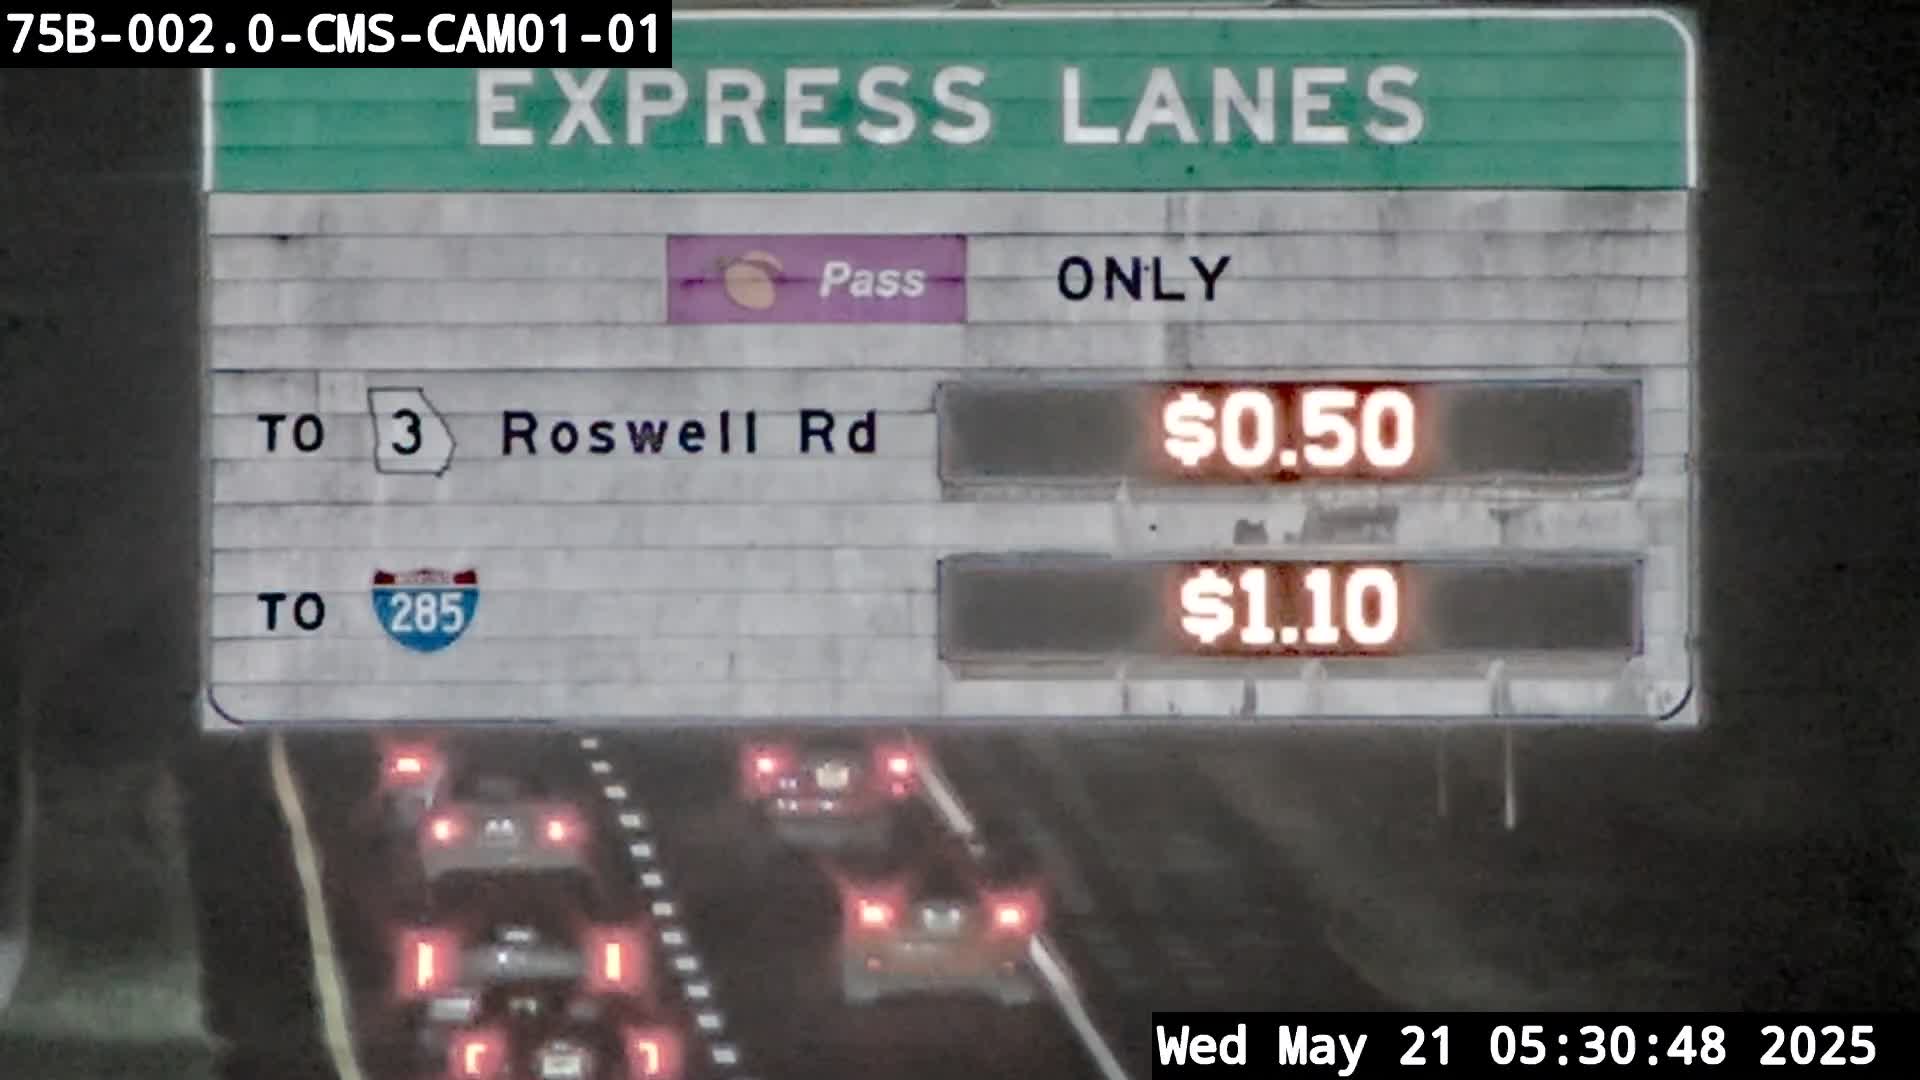 75B-002.0-CMS-CAM01-01
EXPRESS LANES
Pass ONLY
TO 3 Roswell Rd $0.50
TO 285 $1.10
Wed May 21 05:30:48 2025